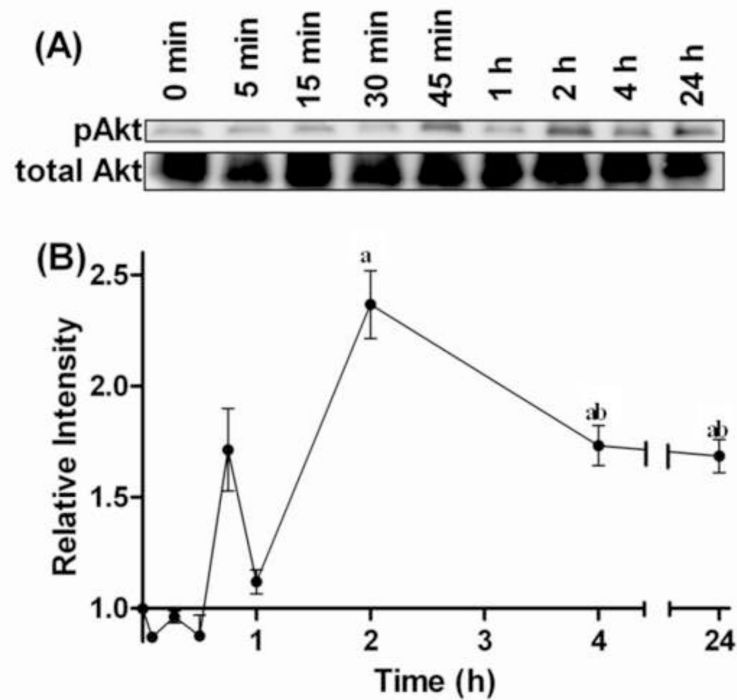 (A)
0 min 5 min 15 min 30 min 45 min 1 h 2 h 4 h 24 h
pAkt
total Akt
(B)
Relative Intensity
2.5
2.0
1.5
1.0
a
ab
ab
1 2 3 4 24
Time (h)